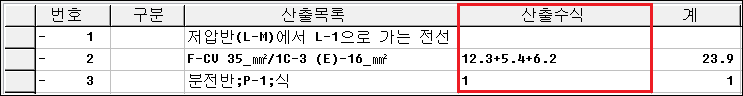 번호 구분 산출목록 산출수식 계
- 1 저압반(L-M)에서 L-1으로 가는 전선
- 2 F-CV 35_㎟/1C-3 (E)-16_㎟ 12.3+5.4+6.2 23.9
- 3 분전반;P-1;식 1 1